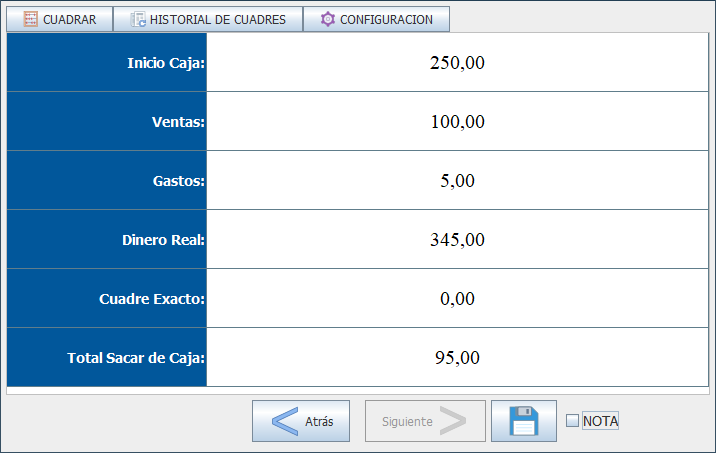 CUADRAR HISTORIAL DE CUADRES CONFIGURACION
Inicio Caja: 250,00
Ventas: 100,00
Gastos: 5,00
Dinero Real: 345,00
Cuadre Exacto: 0,00
Total Sacar de Caja: 95,00
Atrás Siguiente NOTA